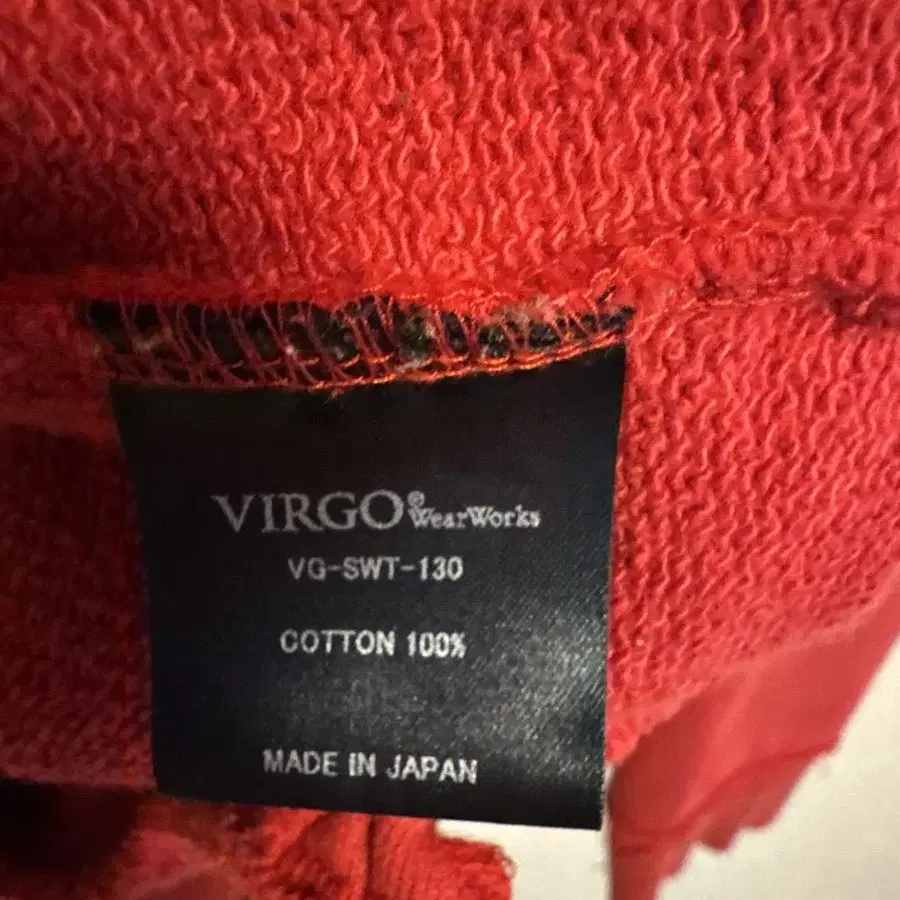 VIRGO® WearWorks
VG-SWT-130
COTTON 100%
MADE IN JAPAN